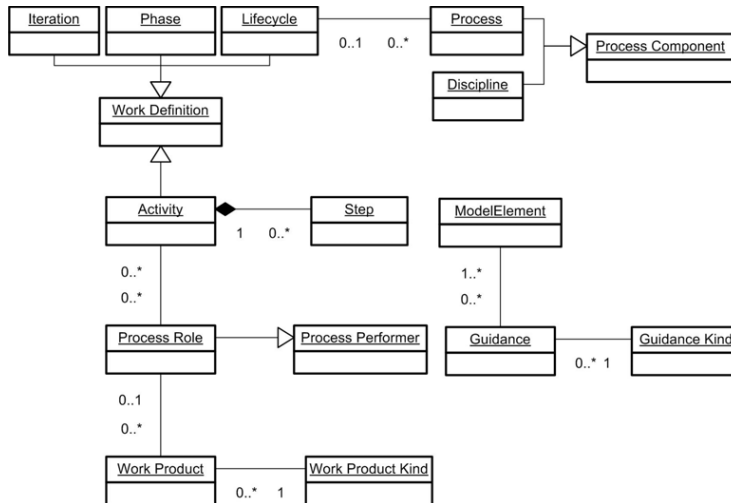 Iteration
Phase
Lifecycle
Process
0..1 0..*
Process Component
Discipline
Work Definition
Activity
Step
1 0..*
ModelElement
0..*
0..*
1..*
0..*
Process Role
Process Performer
Guidance
Guidance Kind
0..* 1
0..1
0..*
Work Product
Work Product Kind
0..* 1